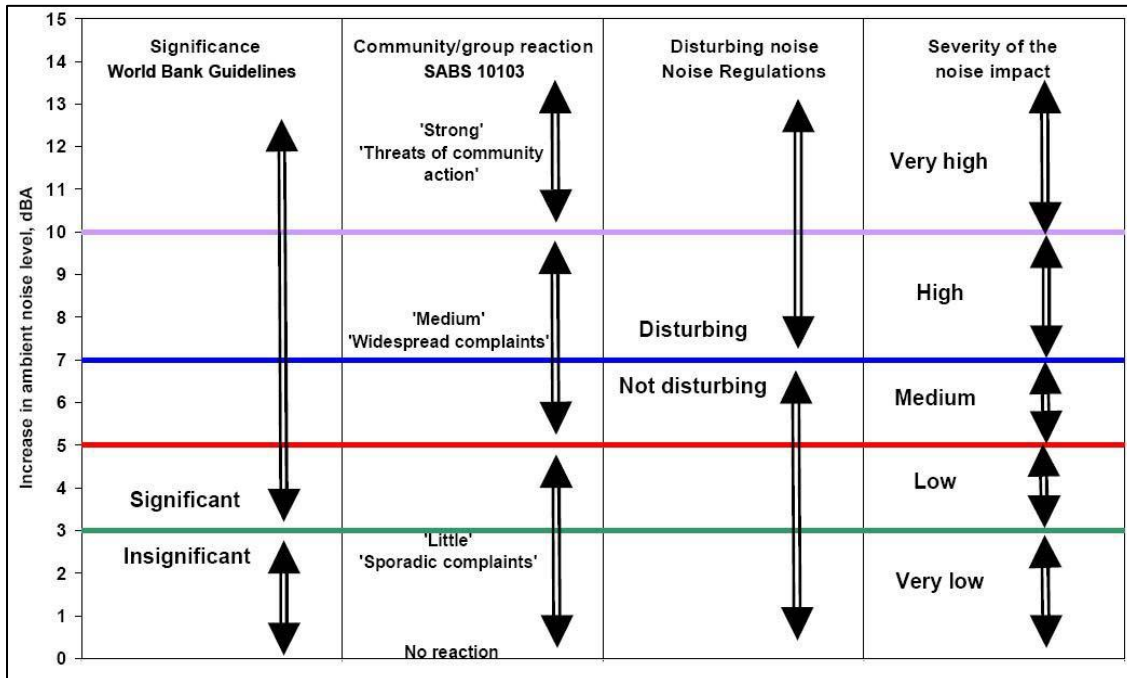 Increase in ambient noise level, dBA
15
14
13
12
11
10
9
8
7
6
5
4
3
2
1
0
Significance
World Bank Guidelines
Significant
Insignificant
Community/group reaction
SABS 10103
'Strong'
'Threats of community
action'
'Medium'
'Widespread complaints'
'Little'
'Sporadic complaints'
No reaction
Disturbing noise
Noise Regulations
Disturbing
Not disturbing
Severity of the
noise impact
Very high
High
Medium
Low
Very low